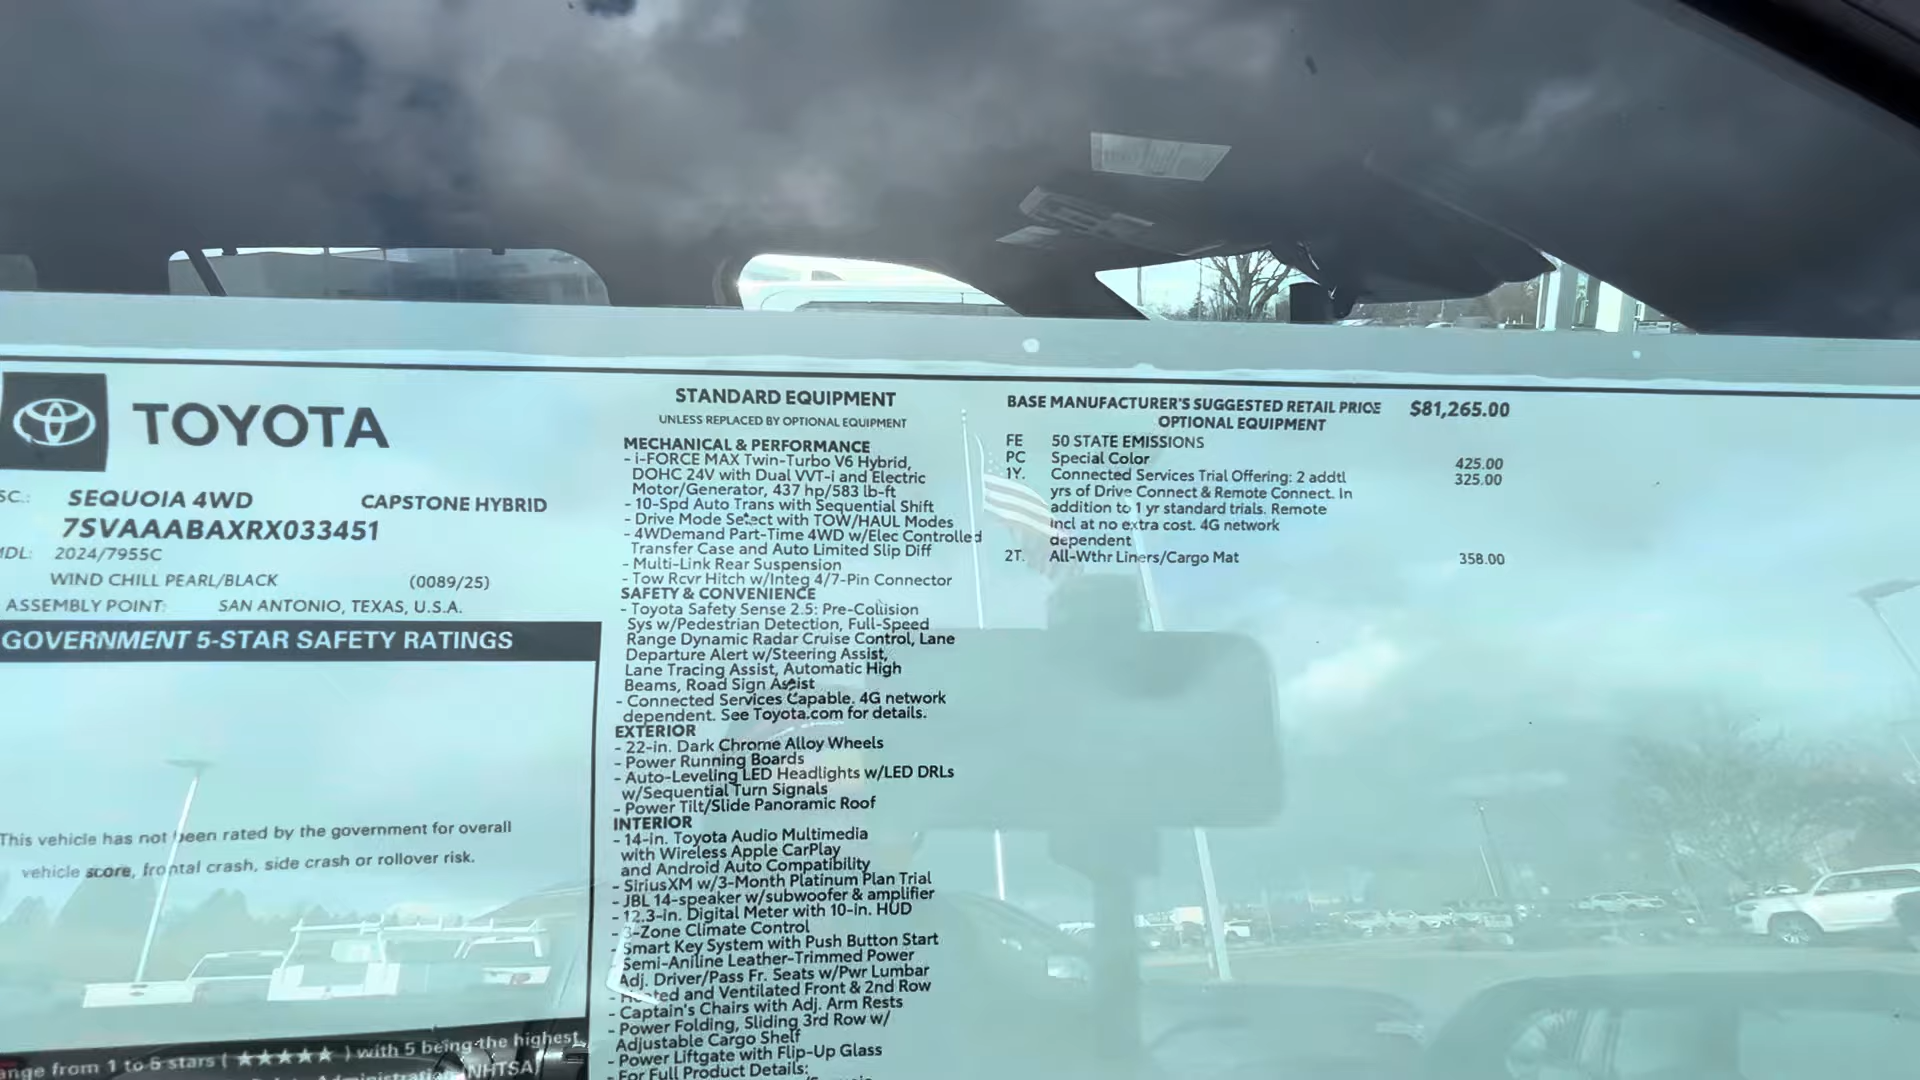 TOYOTA
SEQUOIA 4WD CAPSTONE HYBRID
7SVAAABAXRX033451
MDL: 2024/7955C
WIND CHILL PEARL/BLACK (0089/25)
ASSEMBLY POINT: SAN ANTONIO, TEXAS, U.S.A.
GOVERNMENT 5-STAR SAFETY RATINGS
This vehicle has not been rated by the government for overall
vehicle score, frontal crash, side crash or rollover risk.
from 1 to 5 stars ( ★★★★★ ) with 5 being the highest
(NHTSA)
STANDARD EQUIPMENT
UNLESS REPLACED BY OPTIONAL EQUIPMENT
MECHANICAL & PERFORMANCE
- i-FORCE MAX Twin-Turbo V6 Hybrid,
DOHC 24V with Dual VVT-i and Electric
Motor/Generator, 437 hp/583 lb-ft
- 10-Spd Auto Trans with Sequential Shift
- Drive Mode Select with TOW/HAUL Modes
- 4WDemand Part-Time 4WD w/Elec Controlled
Transfer Case and Auto Limited Slip Diff
- Multi-Link Rear Suspension
- Tow Rcvr Hitch w/Integ 4/7-Pin Connector
SAFETY & CONVENIENCE
- Toyota Safety Sense 2.5: Pre-Collision
Sys w/Pedestrian Detection, Full-Speed
Range Dynamic Radar Cruise Control, Lane
Departure Alert w/Steering Assist,
Lane Tracing Assist, Automatic High
Beams, Road Sign Assist
- Connected Services Capable. 4G network
dependent. See Toyota.com for details.
EXTERIOR
- 22-in. Dark Chrome Alloy Wheels
- Power Running Boards
- Auto-Leveling LED Headlights w/LED DRLs
w/Sequential Turn Signals
- Power Tilt/Slide Panoramic Roof
INTERIOR
- 14-in. Toyota Audio Multimedia
with Wireless Apple CarPlay
and Android Auto Compatibility
- SiriusXM w/3-Month Platinum Plan Trial
- JBL 14-speaker w/subwoofer & amplifier
- 12.3-in. Digital Meter with 10-in. HUD
- 3-Zone Climate Control
- Smart Key System with Push Button Start
Semi-Aniline Leather-Trimmed Power
Adj. Driver/Pass Fr. Seats w/Pwr Lumbar
- Heated and Ventilated Front & 2nd Row
- Captain's Chairs with Adj. Arm Rests
- Power Folding, Sliding 3rd Row w/
Adjustable Cargo Shelf
- Power Liftgate with Flip-Up Glass
- For Full Product Details:
BASE MANUFACTURER'S SUGGESTED RETAIL PRICE $81,265.00
OPTIONAL EQUIPMENT
FE 50 STATE EMISSIONS
PC Special Color 425.00
1Y. Connected Services Trial Offering: 2 addtl 325.00
yrs of Drive Connect & Remote Connect. In
addition to 1 yr standard trials. Remote
incl at no extra cost. 4G network
dependent
2T. All-Wthr Liners/Cargo Mat 358.00